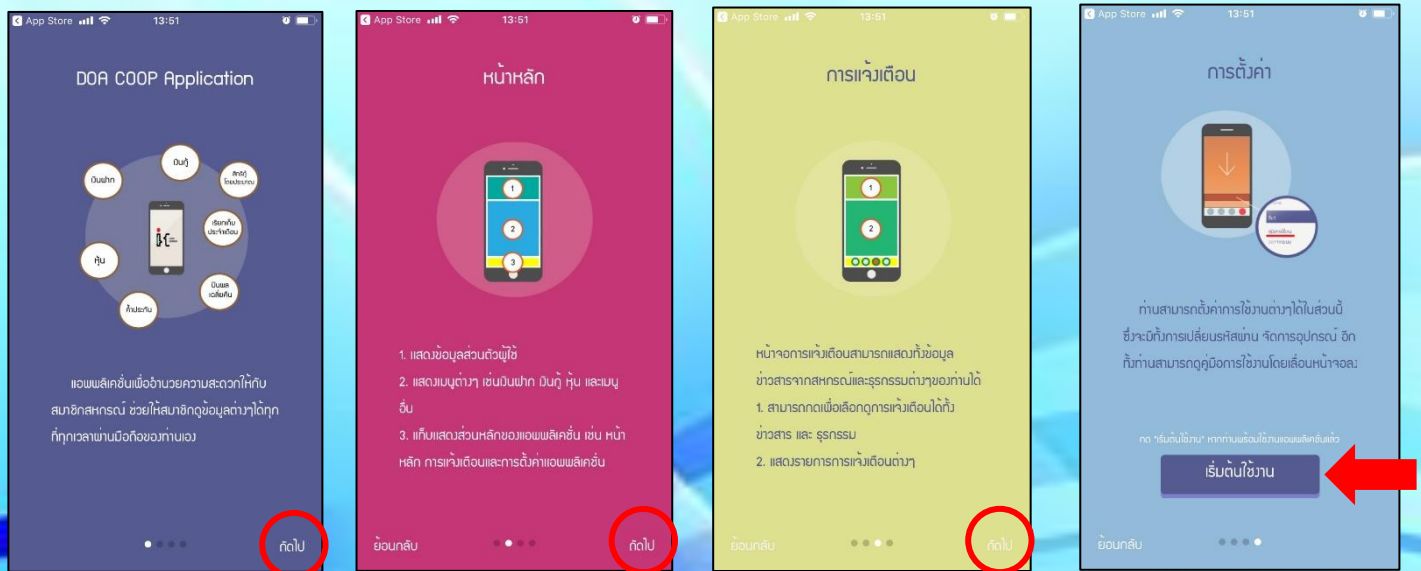 App Store 13:51
DOA COOP Application
เงินกู้
เงินฝาก
สิทธิกู้
โดยประมาณ
เรียกเก็บ
ประจำเดือน
หุ้น
เงินผล
เฉลี่ยคืน
ค้ำประกัน
แอพพลิเคชั่นเพื่ออำนวยความสะดวกให้กับ
สมาชิกสหกรณ์ ช่วยให้สมาชิกดูข้อมูลต่างๆได้ทุก
ที่ทุกเวลาผ่านมือถือของท่านเอง
ถัดไป
App Store 13:51
หน้าหลัก
1
2
3
1. แสดงข้อมูลส่วนตัวผู้ใช้
2. แสดงเมนูต่างๆ เช่นเงินฝาก เงินกู้ หุ้น และเมนู
อื่น
3. แท็บแสดงส่วนหลักของแอพพลิเคชั่น เช่น หน้า
หลัก การแจ้งเตือนและการตั้งค่าแอพพลิเคชั่น
ย้อนกลับ ถัดไป
App Store 13:51
การแจ้งเตือน
1
2
หน้าจอการแจ้งเตือนสามารถแสดงทั้งข้อมูล
ข่าวสารจากสหกรณ์และธุรกรรมต่างๆของท่านได้
1. สามารถกดเพื่อเลือกดูการแจ้งเตือนได้ทั้ง
ข่าวสาร และ ธุรกรรม
2. แสดงรายการการแจ้งเตือนต่างๆ
ย้อนกลับ ถัดไป
App Store 13:51
การตั้งค่า
ท่านสามารถตั้งค่าการใช้งานต่างๆได้ในส่วนนี้
ซึ่งจะมีทั้งการเปลี่ยนรหัสผ่าน จัดการอุปกรณ์ อีก
ทั้งท่านสามารถดูคู่มือการใช้งานโดยเลื่อนหน้าจอลง
กด "เริ่มต้นใช้งาน" หากท่านพร้อมใช้งานแอพพลิเคชั่นแล้ว
เริ่มต้นใช้งาน
ย้อนกลับ